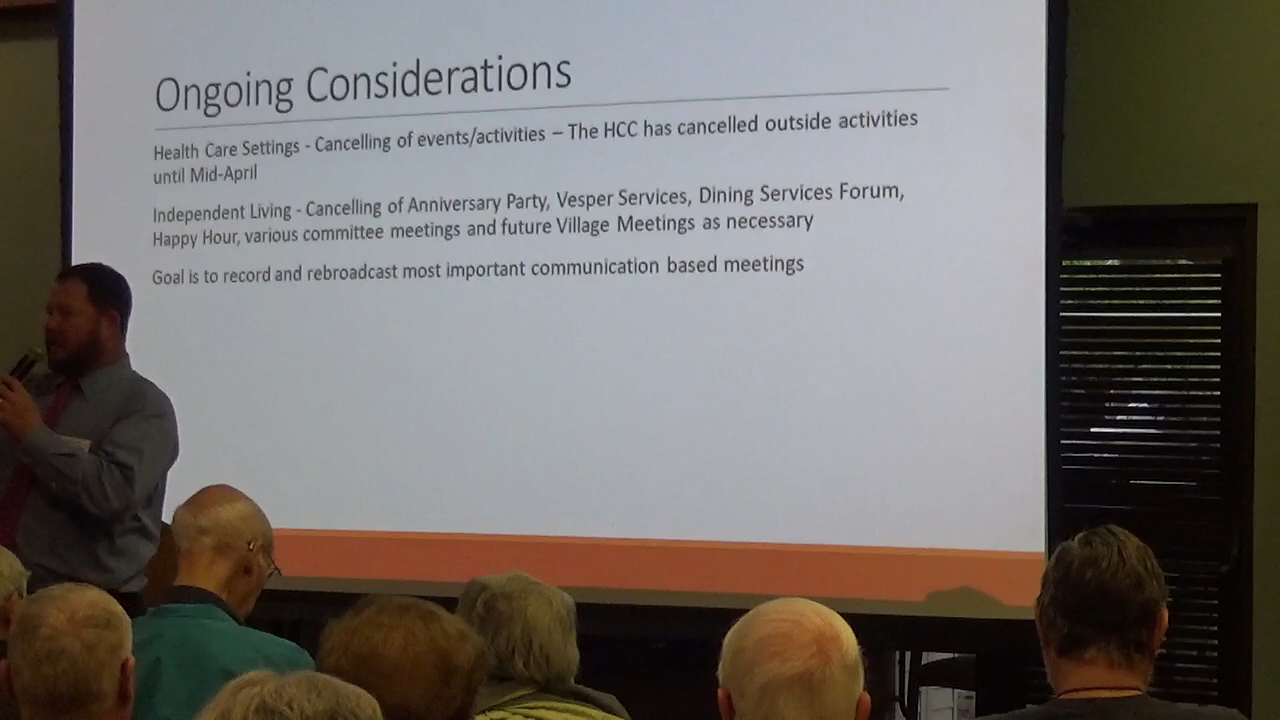 Ongoing Considerations
Health Care Settings - Cancelling of events/activities – The HCC has cancelled outside activities
until Mid-April
Independent Living - Cancelling of Anniversary Party, Vesper Services, Dining Services Forum,
Happy Hour, various committee meetings and future Village Meetings as necessary
Goal is to record and rebroadcast most important communication based meetings